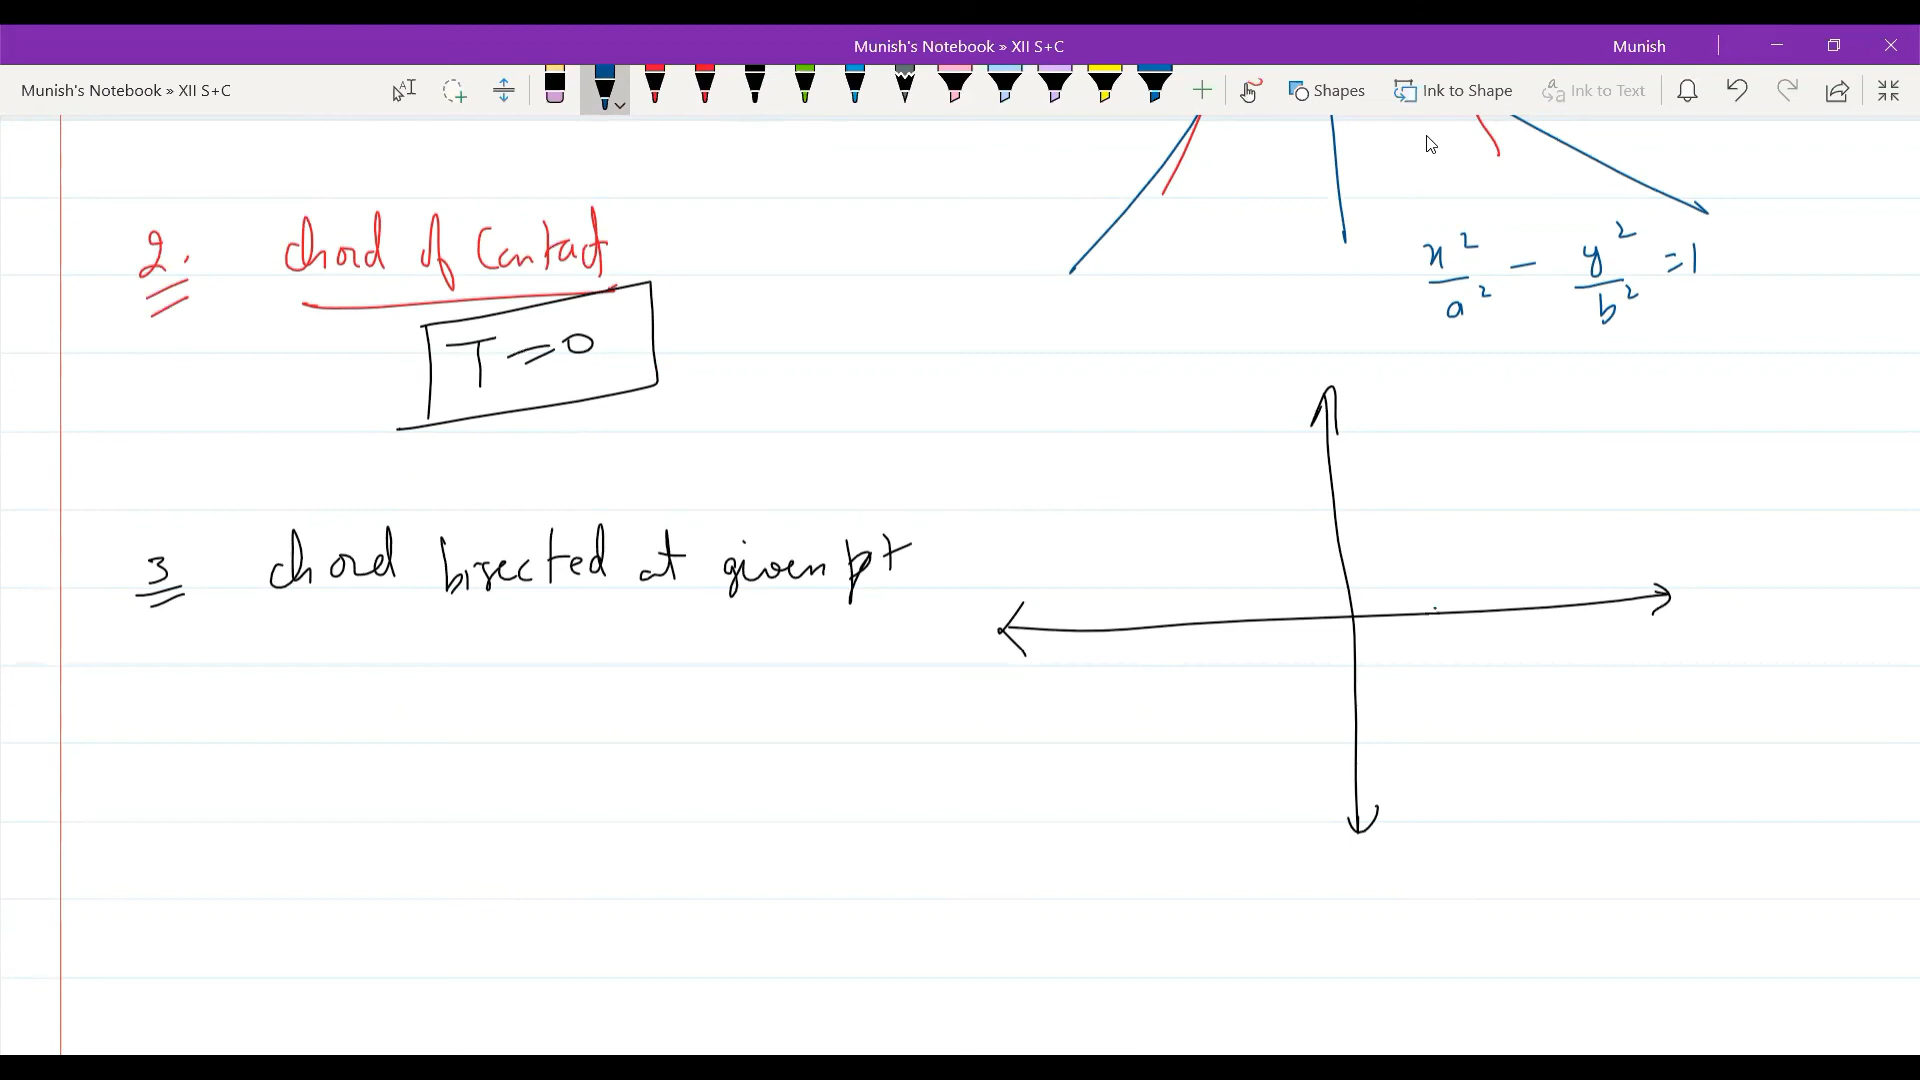 Munish's Notebook » XII S+C
Munish
Munish's Notebook » XII S+C
Shapes
Ink to Shape
Ink to Text
2. Chord of Contact
x²/a² - y²/b² = 1
T = 0
3 chord bisected at given pt